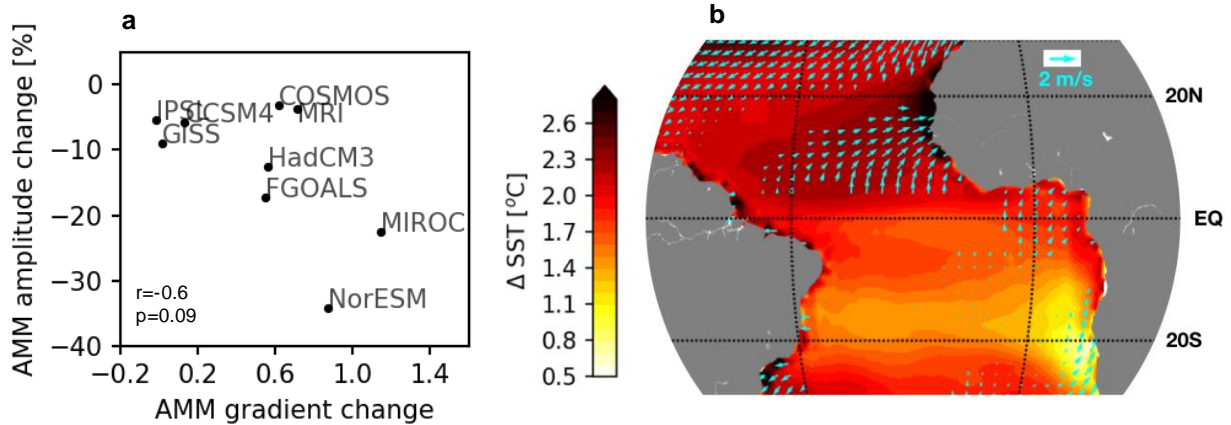 a
AMM amplitude change [%]
0
−10
−20
−30
−40
IPSL
CCSM4
GISS
COSMOS
MRI
HadCM3
FGOALS
MIROC
NorESM
r=-0.6
p=0.09
−0.2 0.2 0.6 1.0 1.4
AMM gradient change
Δ SST [°C]
2.6
2.3
2.0
1.7
1.4
1.1
0.8
0.5
b
2 m/s
20N
EQ
20S